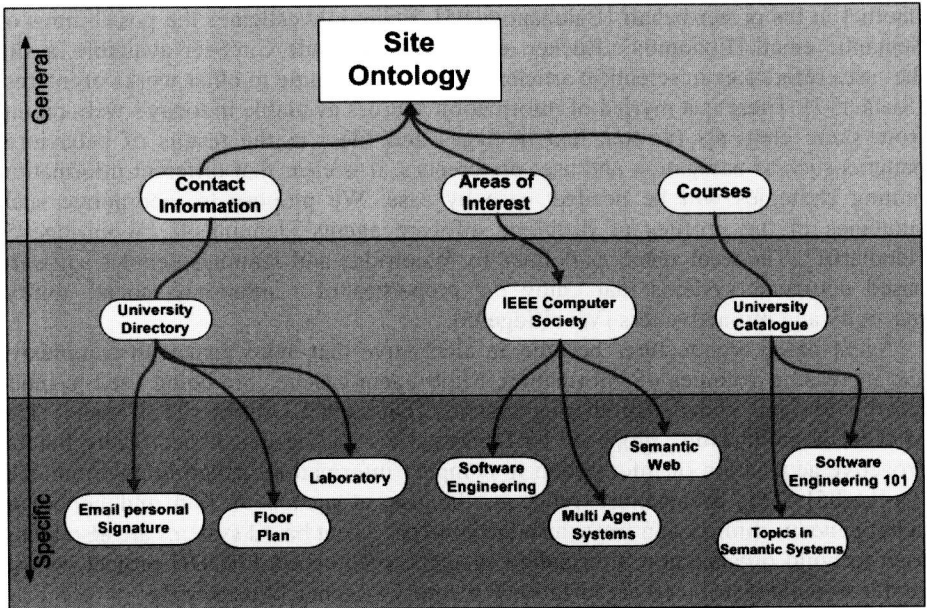 Site
Ontology
General
Contact
Information
Areas of
Interest
Courses
University
Directory
IEEE Computer
Society
University
Catalogue
Specific
Email personal
Signature
Floor
Plan
Laboratory
Software
Engineering
Multi Agent
Systems
Semantic
Web
Topics in
Semantic Systems
Software
Engineering 101